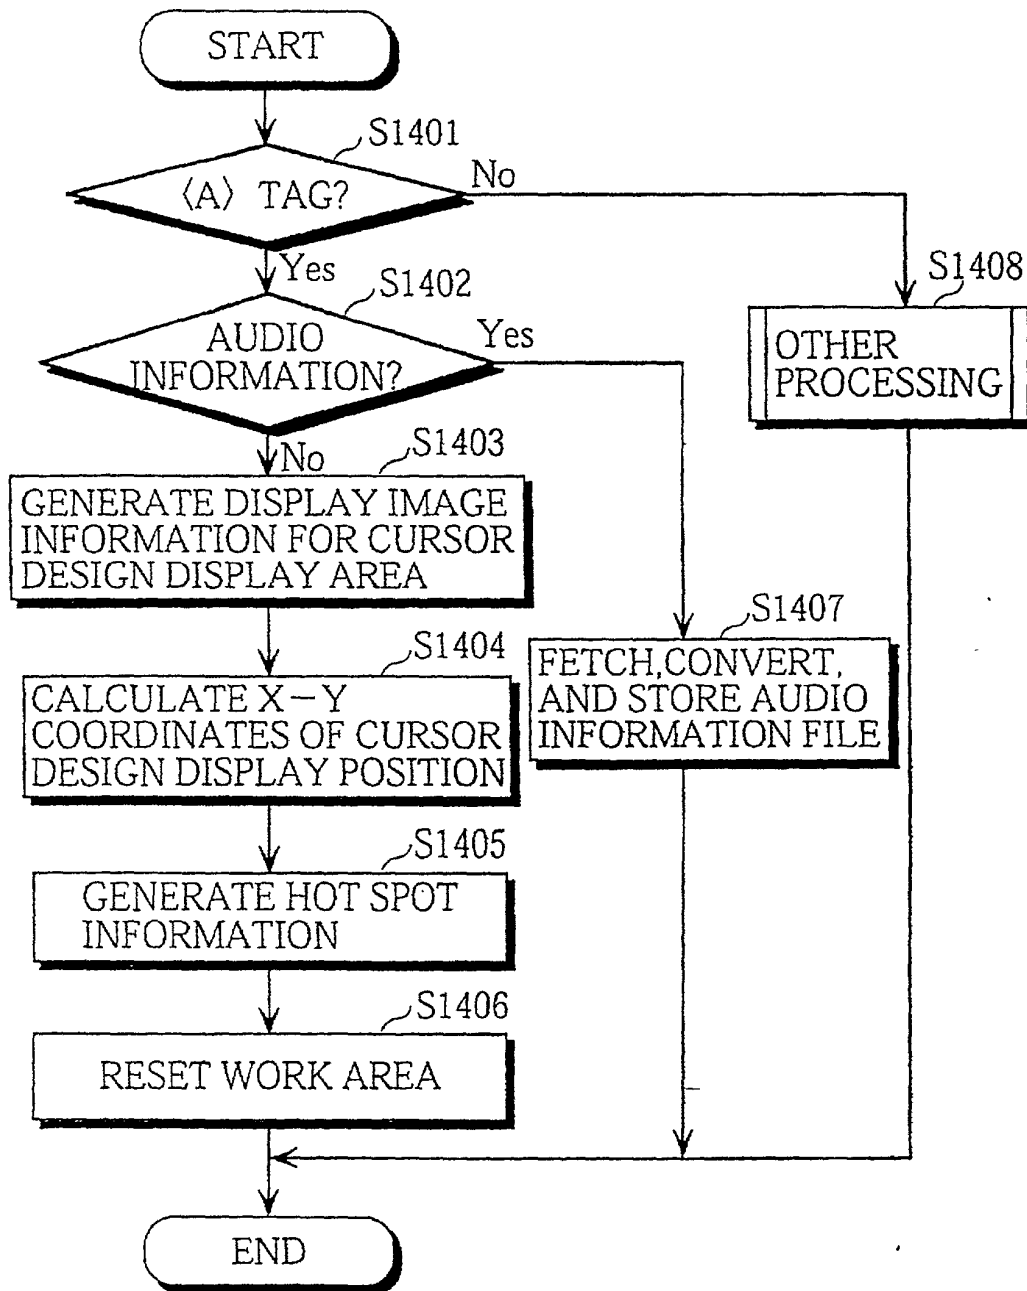 START
S1401
〈A〉 TAG?
No
Yes
S1402
S1408
AUDIO
INFORMATION?
Yes
OTHER
PROCESSING
No
S1403
GENERATE DISPLAY IMAGE
INFORMATION FOR CURSOR
DESIGN DISPLAY AREA
S1404
S1407
CALCULATE X-Y
COORDINATES OF CURSOR
DESIGN DISPLAY POSITION
FETCH,CONVERT,
AND STORE AUDIO
INFORMATION FILE
S1405
GENERATE HOT SPOT
INFORMATION
S1406
RESET WORK AREA
END